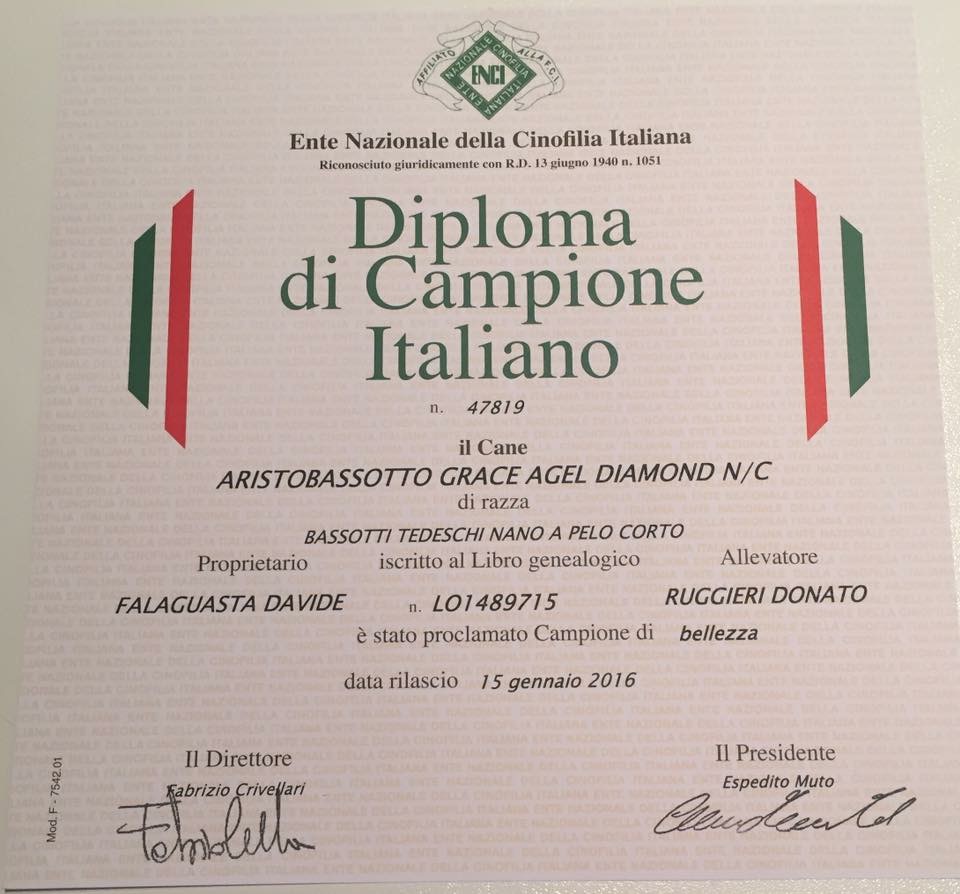 AFFILIATO ALLA F.C.I.
ENTE NAZIONALE CINOFILIA ITALIANA
ENCI
Ente Nazionale della Cinofilia Italiana
Riconosciuto giuridicamente con R.D. 13 giugno 1940 n. 1051
Diploma
di Campione
Italiano
n. 47819
il Cane
ARISTOBASSOTTO GRACE AGEL DIAMOND N/C
di razza
BASSOTTI TEDESCHI NANO A PELO CORTO
Proprietario iscritto al Libro genealogico Allevatore
FALAGUASTA DAVIDE n. LO1489715 RUGGIERI DONATO
è stato proclamato Campione di bellezza
data rilascio 15 gennaio 2016
Il Direttore Il Presidente
Fabrizio Crivellari Espedito Muto
Mod. F - 7542.01